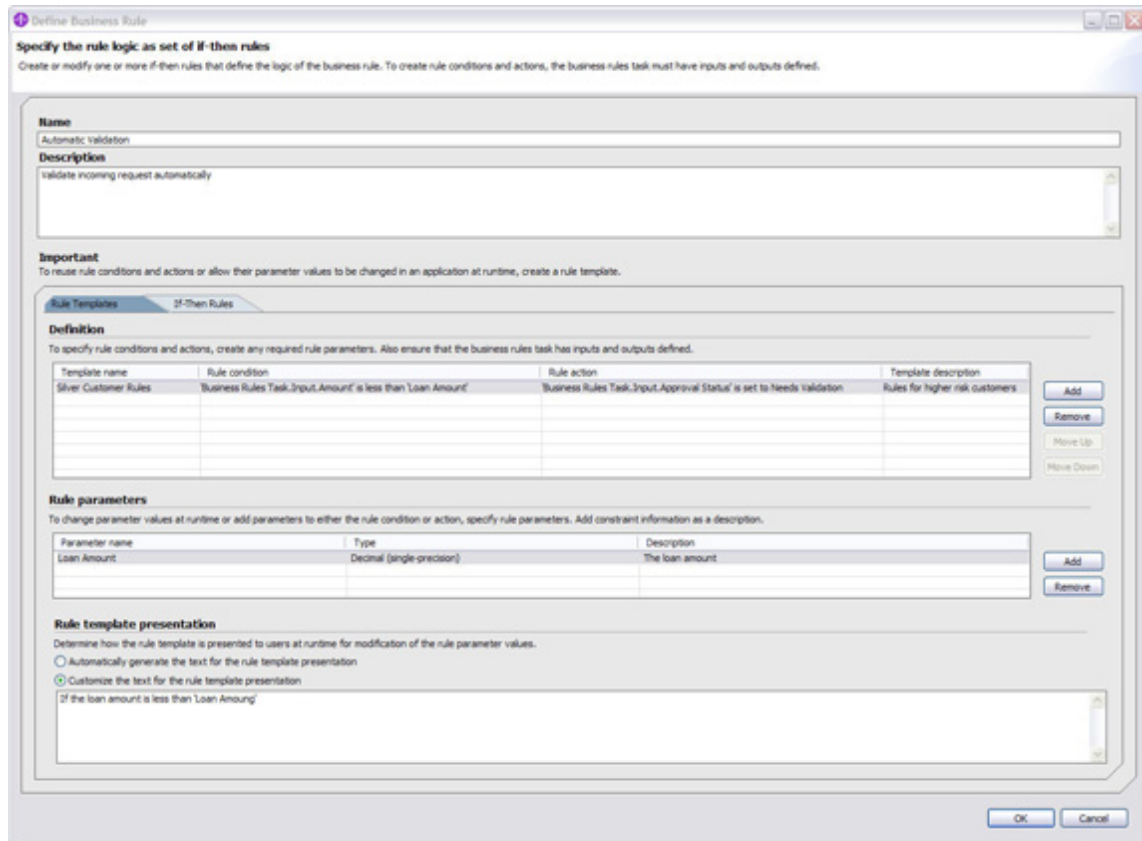 Define Business Rule
Specify the rule logic as set of if-then rules
Create or modify one or more if-then rules that define the logic of the business rule. To create rule conditions and actions, the business rules task must have inputs and outputs defined.
Name
Automatic Validation
Description
Validate incoming request automatically
Important
To reuse rule conditions and actions or allow their parameter values to be changed in an application at runtime, create a rule template.
Rule Templates If-Then Rules
Definition
To specify rule conditions and actions, create any required rule parameters. Also ensure that the business rules task has inputs and outputs defined.
Template name Rule condition Rule action Template description
Silver Customer Rules 'Business Rules Task.Input.Amount' is less than 'Loan Amount' 'Business Rules Task.Input.Approval Status' is set to Needs Validation Rules for higher risk customers
Add
Remove
Move Up
Move Down
Rule parameters
To change parameter values at runtime or add parameters to either the rule condition or action, specify rule parameters. Add constraint information as a description.
Parameter name Type Description
Loan Amount Decimal (single-precision) The loan amount
Add
Remove
Rule template presentation
Determine how the rule template is presented to users at runtime for modification of the rule parameter values.
Automatically generate the text for the rule template presentation
Customize the text for the rule template presentation
If the loan amount is less than 'Loan Amoung'
OK Cancel